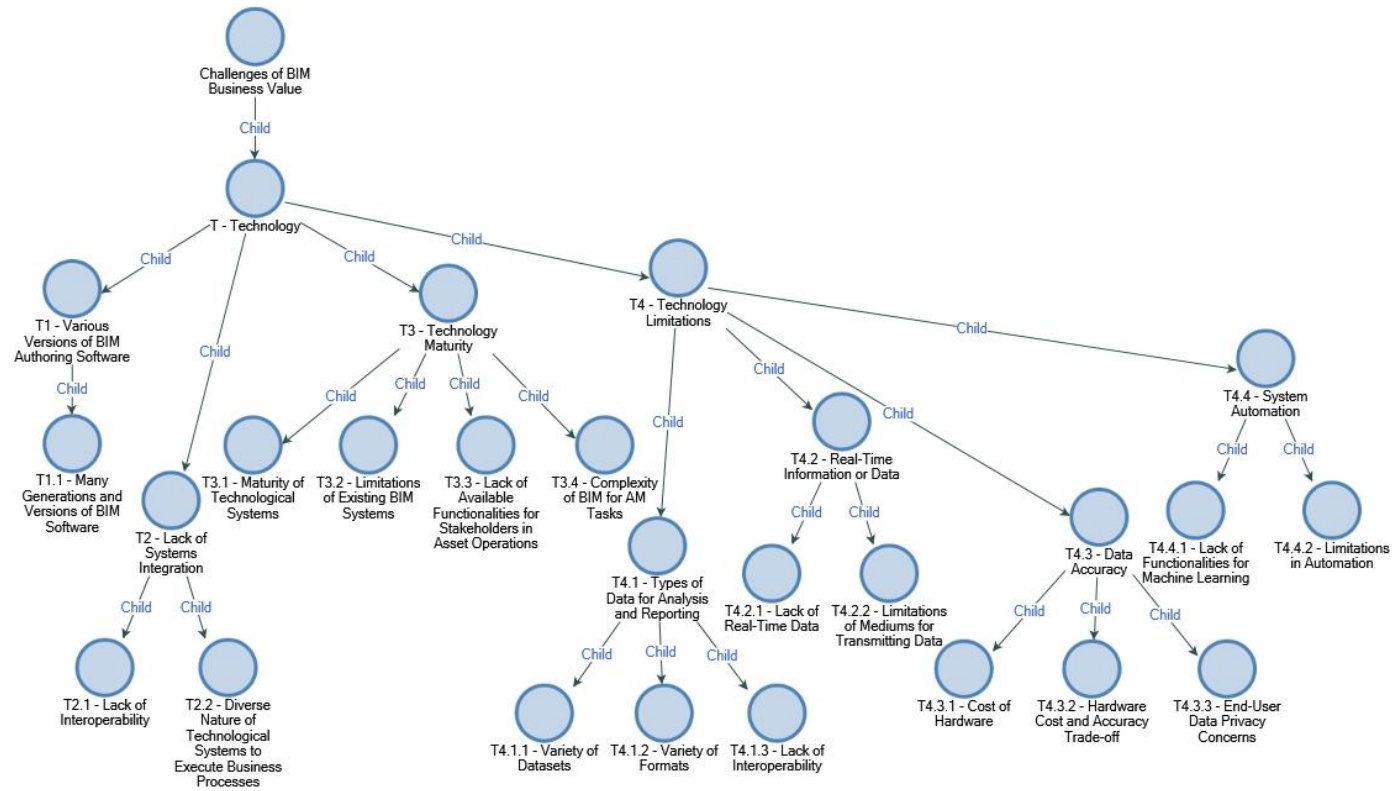 Challenges of BIM
Business Value
Child
T - Technology
Child
Child
Child
Child
T1 - Various
Versions of BIM
Authoring Software
Child
T1.1 - Many
Generations and
Versions of BIM
Software
T2 - Lack of
Systems
Integration
Child
Child
T2.1 - Lack of
Interoperability
T2.2 - Diverse
Nature of
Technological
Systems to
Execute Business
Processes
T3 - Technology
Maturity
Child
Child
Child
Child
T3.1 - Maturity of
Technological
Systems
T3.2 - Limitations
of Existing BIM
Systems
T3.3 - Lack of
Available
Functionalities for
Stakeholders in
Asset Operations
T3.4 - Complexity
of BIM for AM
Tasks
T4 - Technology
Limitations
Child
Child
Child
Child
T4.1 - Types of
Data for Analysis
and Reporting
Child
Child
Child
T4.1.1 - Variety of
Datasets
T4.1.2 - Variety of
Formats
T4.1.3 - Lack of
Interoperability
T4.2 - Real-Time
Information or Data
Child
Child
T4.2.1 - Lack of
Real-Time Data
T4.2.2 - Limitations
of Mediums for
Transmitting Data
T4.3 - Data
Accuracy
Child
Child
Child
T4.3.1 - Cost of
Hardware
T4.3.2 - Hardware
Cost and Accuracy
Trade-off
T4.3.3 - End-User
Data Privacy
Concerns
T4.4 - System
Automation
Child
Child
T4.4.1 - Lack of
Functionalities for
Machine Learning
T4.4.2 - Limitations
in Automation